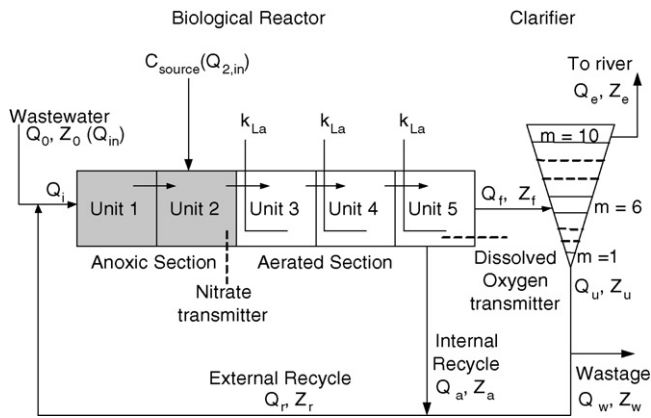 Biological Reactor
Clarifier
C_source(Q_2,in)
To river
Q_e, Z_e
Wastewater
Q_0, Z_0 (Q_in)
k_La
k_La
k_La
m = 10
Q_i
Unit 1
Unit 2
Unit 3
Unit 4
Unit 5
Q_f, Z_f
m = 6
Anoxic Section
Aerated Section
Dissolved
Oxygen
transmitter
m =1
Q_u, Z_u
Nitrate
transmitter
Internal
Recycle
Q_a, Z_a
External Recycle
Q_r, Z_r
Wastage
Q_w, Z_w